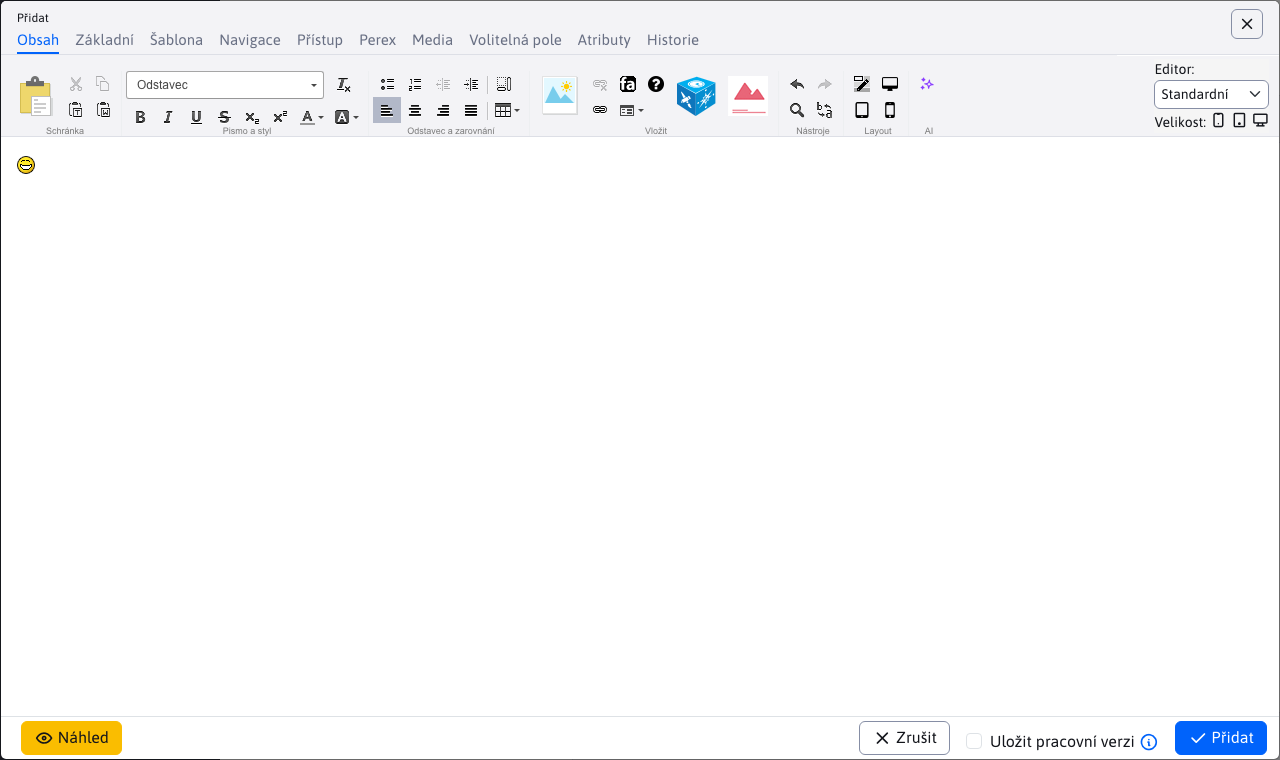 Přidat
Obsah Základní Šablona Navigace Přístup Perex Media Volitelná pole Atributy Historie
Editor:
Standardní
Velikost:
Odstavec
Schránka Písmo a styl Odstavec a zarovnání Vložit Nástroje Layout AI
Náhled Zrušit Uložit pracovní verzi Přidat